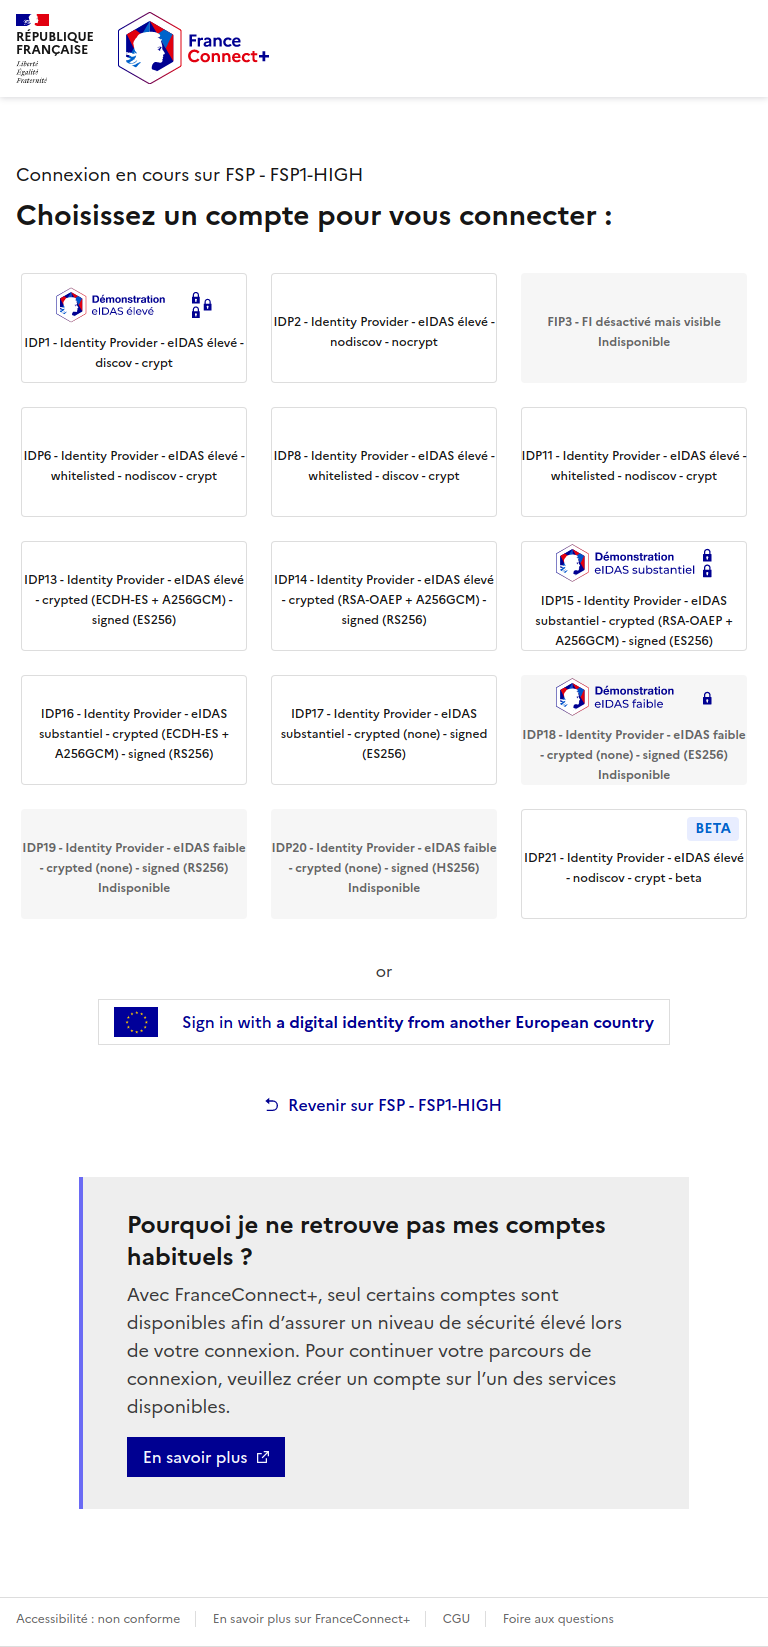 RÉPUBLIQUE
FRANÇAISE
Liberté
Égalité
Fraternité
France
Connect+
Connexion en cours sur FSP - FSP1-HIGH
Choisissez un compte pour vous connecter :
Démonstration
eIDAS élevé
IDP1 - Identity Provider - eIDAS élevé -
discov - crypt
IDP2 - Identity Provider - eIDAS élevé -
nodiscov - nocrypt
FIP3 - FI désactivé mais visible
Indisponible
IDP6 - Identity Provider - eIDAS élevé -
whitelisted - nodiscov - crypt
IDP8 - Identity Provider - eIDAS élevé -
whitelisted - discov - crypt
IDP11 - Identity Provider - eIDAS élevé -
whitelisted - nodiscov - crypt
IDP13 - Identity Provider - eIDAS élevé
- crypted (ECDH-ES + A256GCM) -
signed (ES256)
IDP14 - Identity Provider - eIDAS élevé
- crypted (RSA-OAEP + A256GCM) -
signed (RS256)
Démonstration
eIDAS substantiel
IDP15 - Identity Provider - eIDAS
substantiel - crypted (RSA-OAEP +
A256GCM) - signed (ES256)
IDP16 - Identity Provider - eIDAS
substantiel - crypted (ECDH-ES +
A256GCM) - signed (RS256)
IDP17 - Identity Provider - eIDAS
substantiel - crypted (none) - signed
(ES256)
Démonstration
eIDAS faible
IDP18 - Identity Provider - eIDAS faible
- crypted (none) - signed (ES256)
Indisponible
IDP19 - Identity Provider - eIDAS faible
- crypted (none) - signed (RS256)
Indisponible
IDP20 - Identity Provider - eIDAS faible
- crypted (none) - signed (HS256)
Indisponible
BETA
IDP21 - Identity Provider - eIDAS élevé
- nodiscov - crypt - beta
or
Sign in with a digital identity from another European country
Revenir sur FSP - FSP1-HIGH
Pourquoi je ne retrouve pas mes comptes
habituels ?
Avec FranceConnect+, seul certains comptes sont
disponibles afin d’assurer un niveau de sécurité élevé lors
de votre connexion. Pour continuer votre parcours de
connexion, veuillez créer un compte sur l’un des services
disponibles.
En savoir plus
Accessibilité : non conforme
En savoir plus sur FranceConnect+
CGU
Foire aux questions